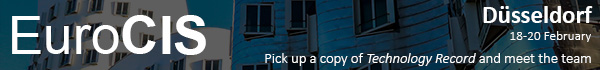 EuroCIS
Düsseldorf
18-20 February
Pick up a copy of Technology Record and meet the team